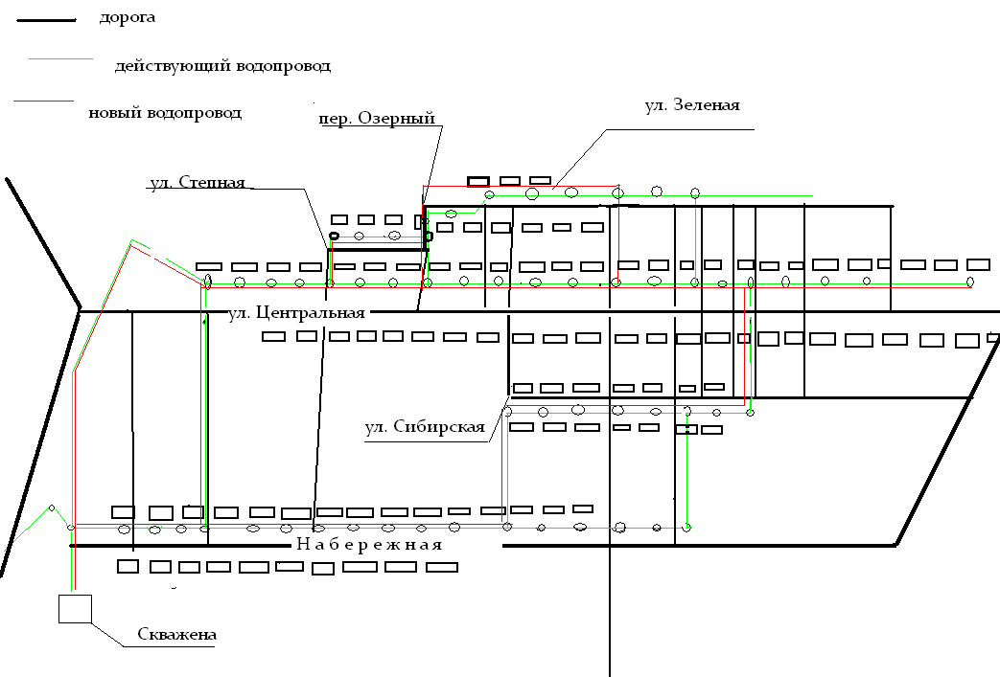 дорога
действующий водопровод
новый водопровод
пер. Озерный
ул. Зеленая
ул. Степная
ул. Центральная
ул. Сибирская
Набережная
Скважена